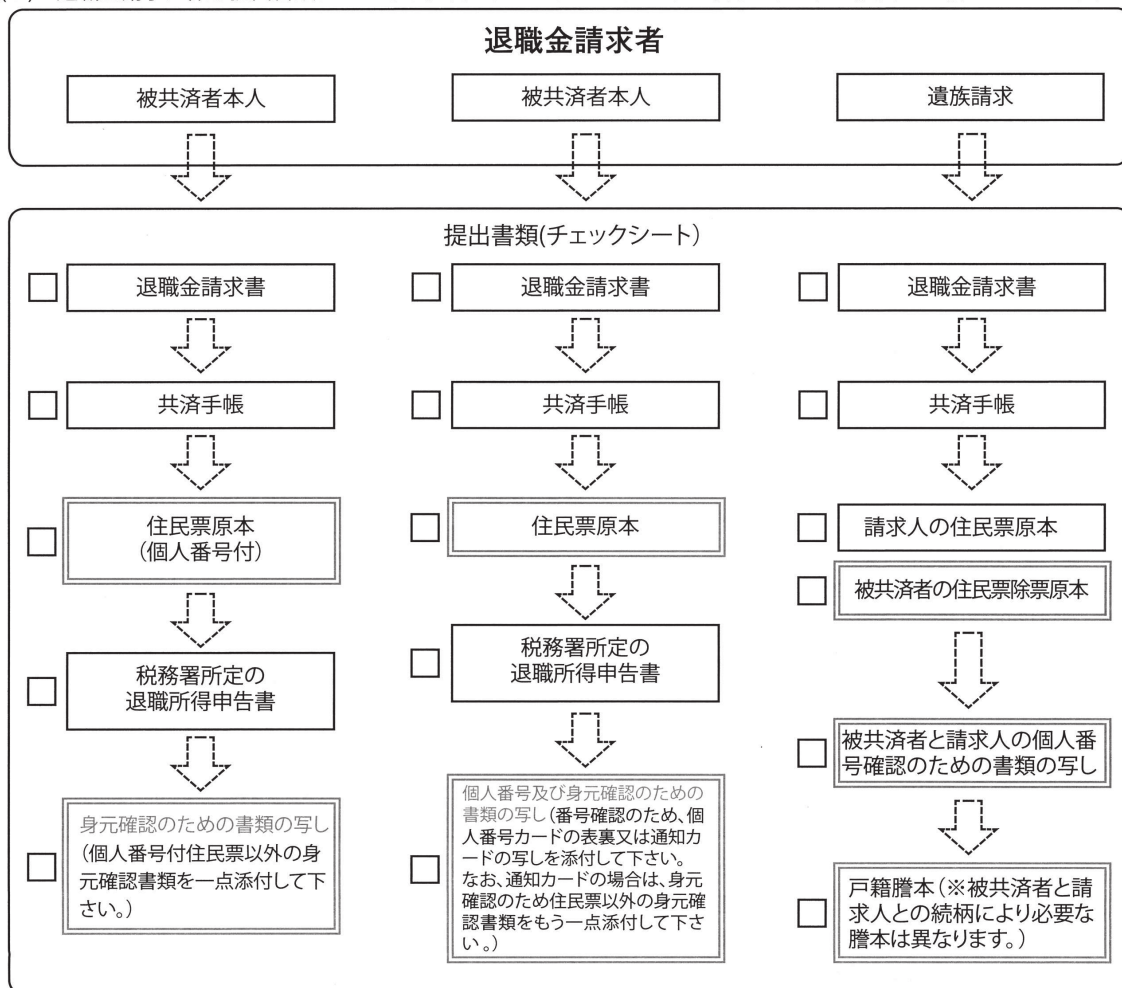 退職金請求者
被共済者本人
被共済者本人
遺族請求
提出書類(チェックシート)
退職金請求書
共済手帳
住民票原本
(個人番号付)
税務署所定の
退職所得申告書
身元確認のための書類の写し
(個人番号付住民票以外の身
元確認書類を一点添付して下
さい。)
退職金請求書
共済手帳
住民票原本
税務署所定の
退職所得申告書
個人番号及び身元確認のための
書類の写し(番号確認のため、個
人番号カードの表裏又は通知カ
ードの写しを添付して下さい。
なお、通知カードの場合は、身元
確認のため住民票以外の身元確
認書類をもう一点添付して下さ
い。)
退職金請求書
共済手帳
請求人の住民票原本
被共済者の住民票除票原本
被共済者と請求人の個人番
号確認のための書類の写し
戸籍謄本(※被共済者と請
求人との続柄により必要な
謄本は異なります。)